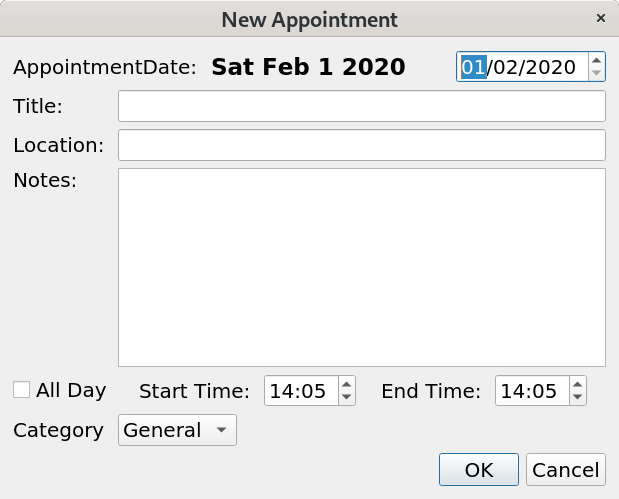 New Appointment ×
AppointmentDate: Sat Feb 1 2020 01/02/2020
Title:
Location:
Notes:
All Day Start Time: 14:05 End Time: 14:05
Category General
OK Cancel